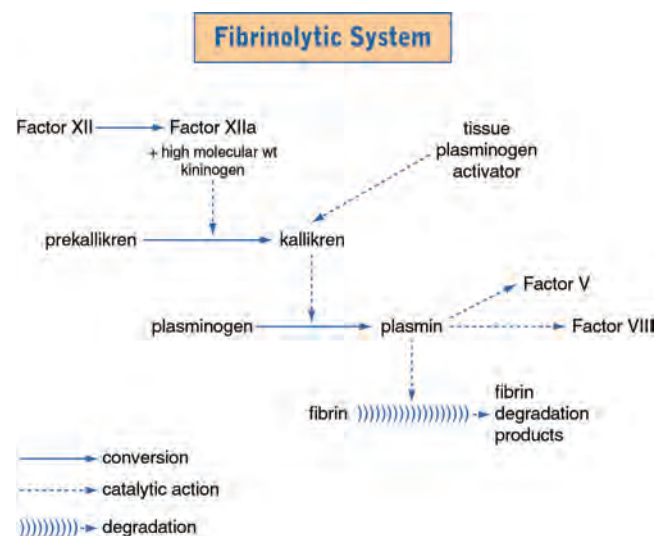 Fibrinolytic System
Factor XII
Factor XIIa
+ high molecular wt
kininogen
tissue
plasminogen
activator
prekallikren
kallikren
Factor V
plasminogen
plasmin
Factor VIII
fibrin
fibrin
degradation
products
conversion
catalytic action
degradation